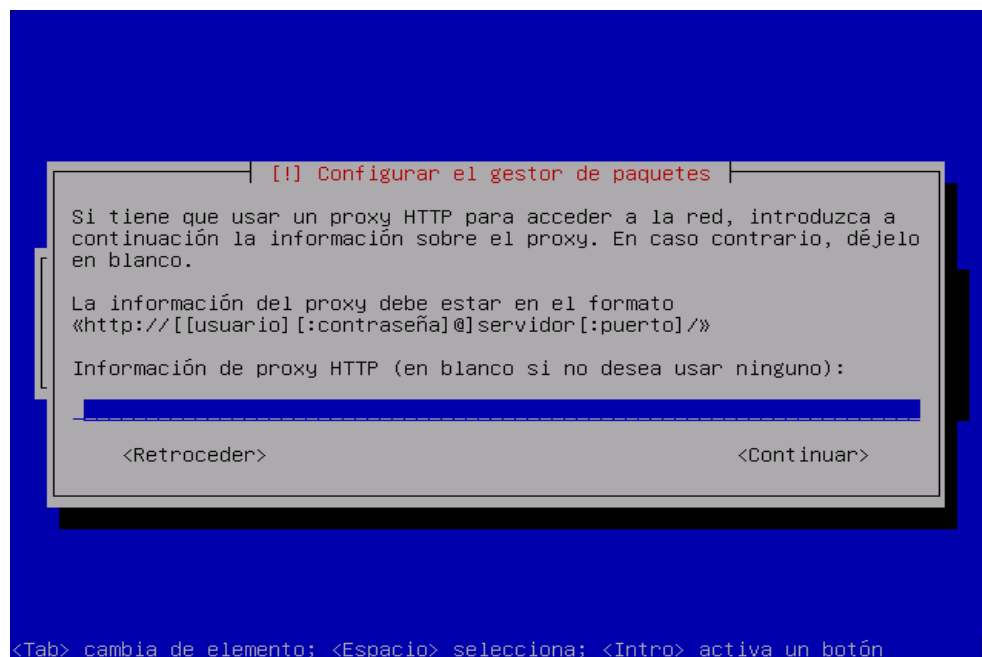 [!] Configurar el gestor de paquetes
Si tiene que usar un proxy HTTP para acceder a la red, introduzca a
continuación la información sobre el proxy. En caso contrario, déjelo
en blanco.
La información del proxy debe estar en el formato
«http://[[usuario][:contraseña]@]servidor[:puerto]/»
Información de proxy HTTP (en blanco si no desea usar ninguno):
<Retroceder> <Continuar>
<Tab> cambia de elemento; <Espacio> selecciona; <Intro> activa un botón